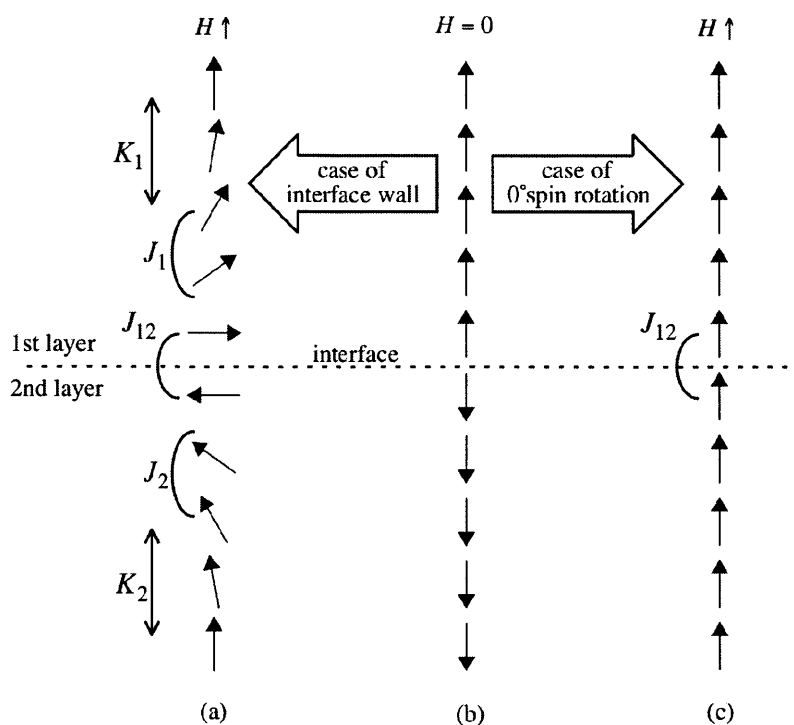 H ↑
H = 0
H ↑
K1
case of
interface wall
case of
0°spin rotation
J1
J12
J12
1st layer
interface
2nd layer
J2
K2
(a)
(b)
(c)